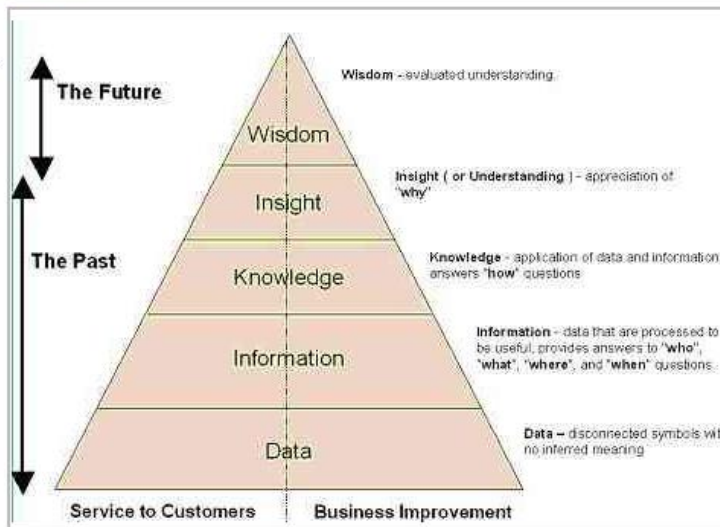 The Future
Wisdom - evaluated understanding.
Wisdom
Insight ( or Understanding ) - appreciation of
"why"
Insight
The Past
Knowledge - application of data and information
answers "how" questions
Knowledge
Information - data that are processed to
be useful, provides answers to "who",
"what", "where", and "when" questions
Information
Data – disconnected symbols wit
no inferred meaning
Data
Service to Customers
Business Improvement